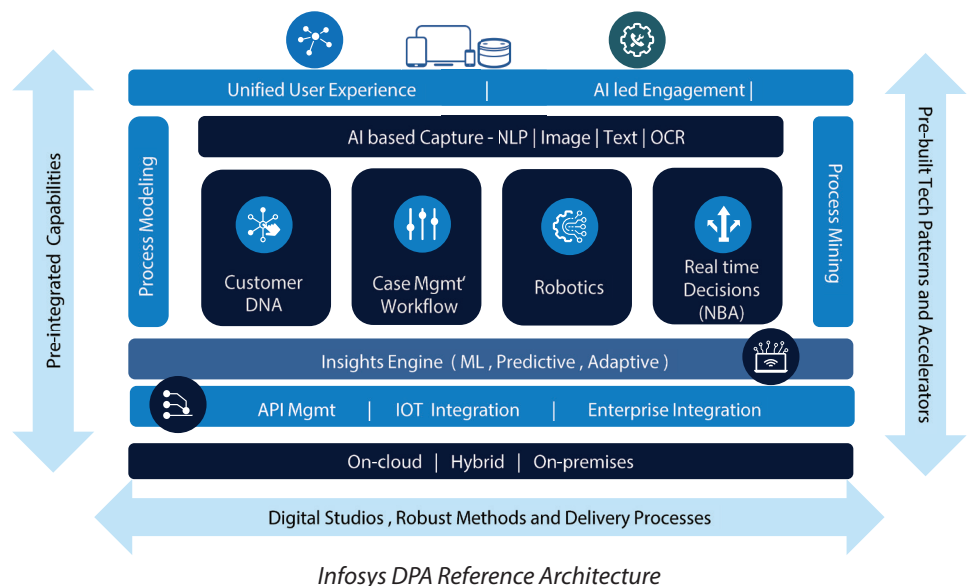 Unified User Experience | AI led Engagement |
AI based Capture - NLP | Image | Text | OCR
Pre-integrated Capabilities
Process Modeling
Customer
DNA
Case Mgmt'
Workflow
Robotics
Real time
Decisions
(NBA)
Process Mining
Pre-built Tech Patterns and Accelerators
Insights Engine ( ML , Predictive , Adaptive )
API Mgmt | IOT Integration | Enterprise Integration
On-cloud | Hybrid | On-premises
Digital Studios , Robust Methods and Delivery Processes
Infosys DPA Reference Architecture